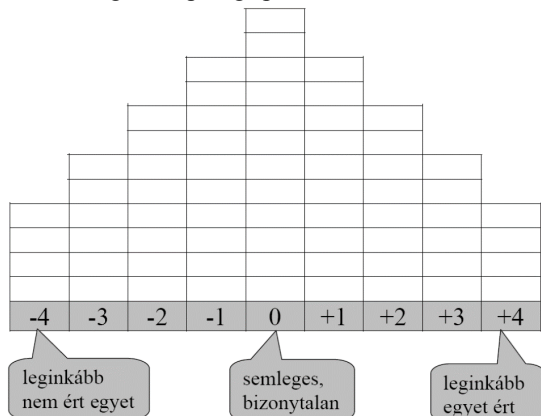 -4 -3 -2 -1 0 +1 +2 +3 +4
leginkább
nem ért egyet
semleges,
bizonytalan
leginkább
egyet ért